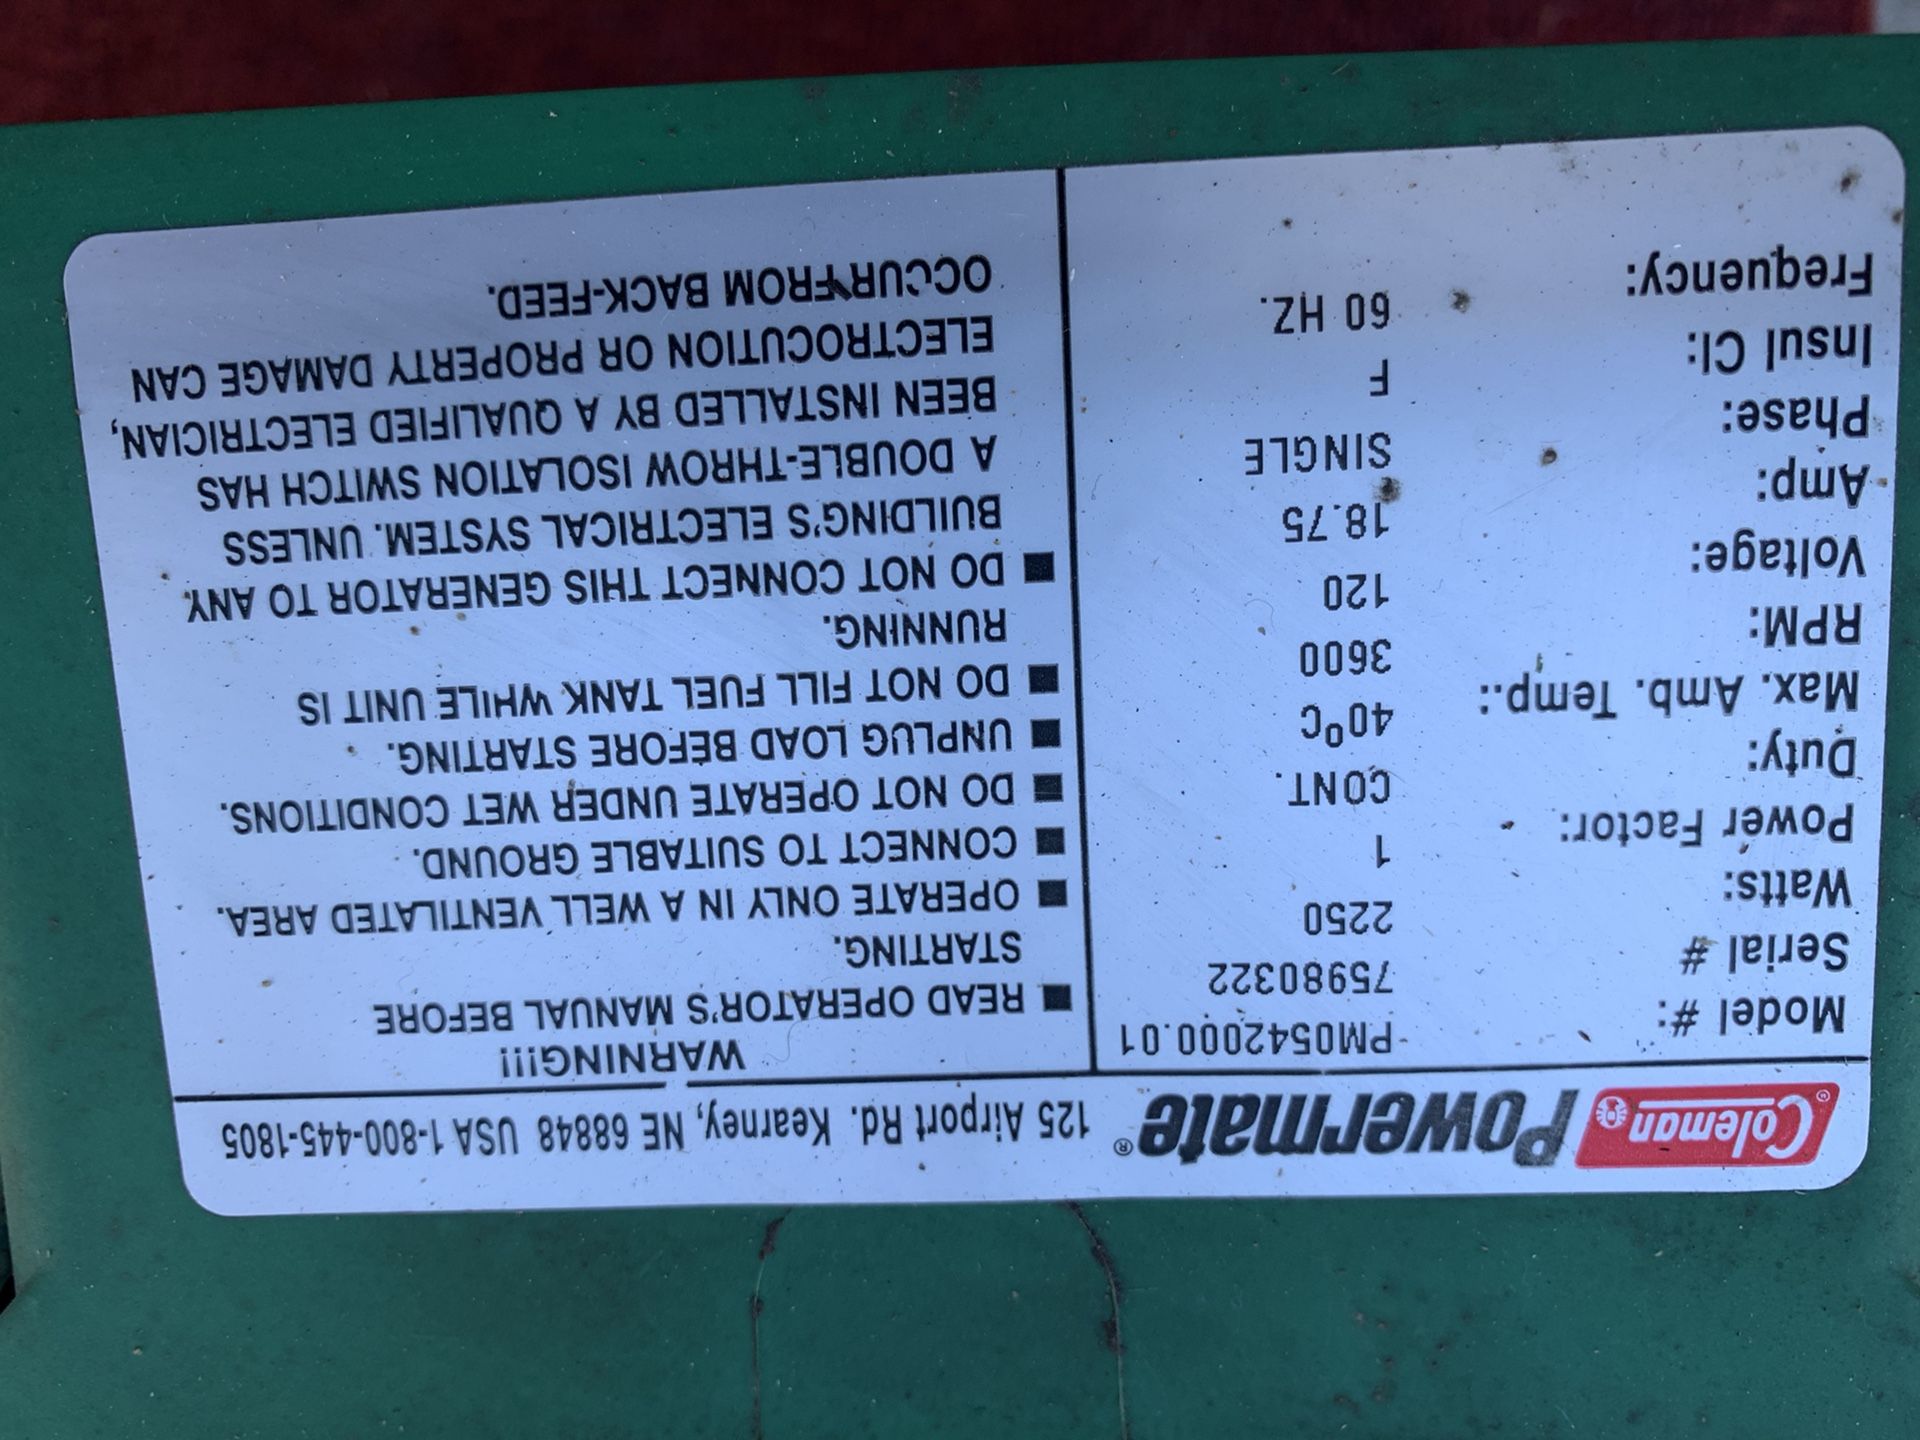 Coleman® Powermate® 125 Airport Rd. Kearney, NE 68848 USA 1-800-445-1805
Model #: PM0542000.01
Serial # 75980322
Watts: 2250
Power Factor: 1
Duty: CONT.
Max. Amb. Temp.: 40ºC
RPM: 3600
Voltage: 120
Amp: 18.75
Phase: SINGLE
Insul Cl: F
Frequency: 60 HZ.
WARNING!!!
■ READ OPERATOR'S MANUAL BEFORE
STARTING.
■ OPERATE ONLY IN A WELL VENTILATED AREA.
■ CONNECT TO SUITABLE GROUND.
■ DO NOT OPERATE UNDER WET CONDITIONS.
■ UNPLUG LOAD BEFORE STARTING.
■ DO NOT FILL FUEL TANK WHILE UNIT IS
RUNNING.
■ DO NOT CONNECT THIS GENERATOR TO ANY
BUILDING'S ELECTRICAL SYSTEM. UNLESS
A DOUBLE-THROW ISOLATION SWITCH HAS
BEEN INSTALLED BY A QUALIFIED ELECTRICIAN,
ELECTROCUTION OR PROPERTY DAMAGE CAN
OCCUR FROM BACK-FEED.